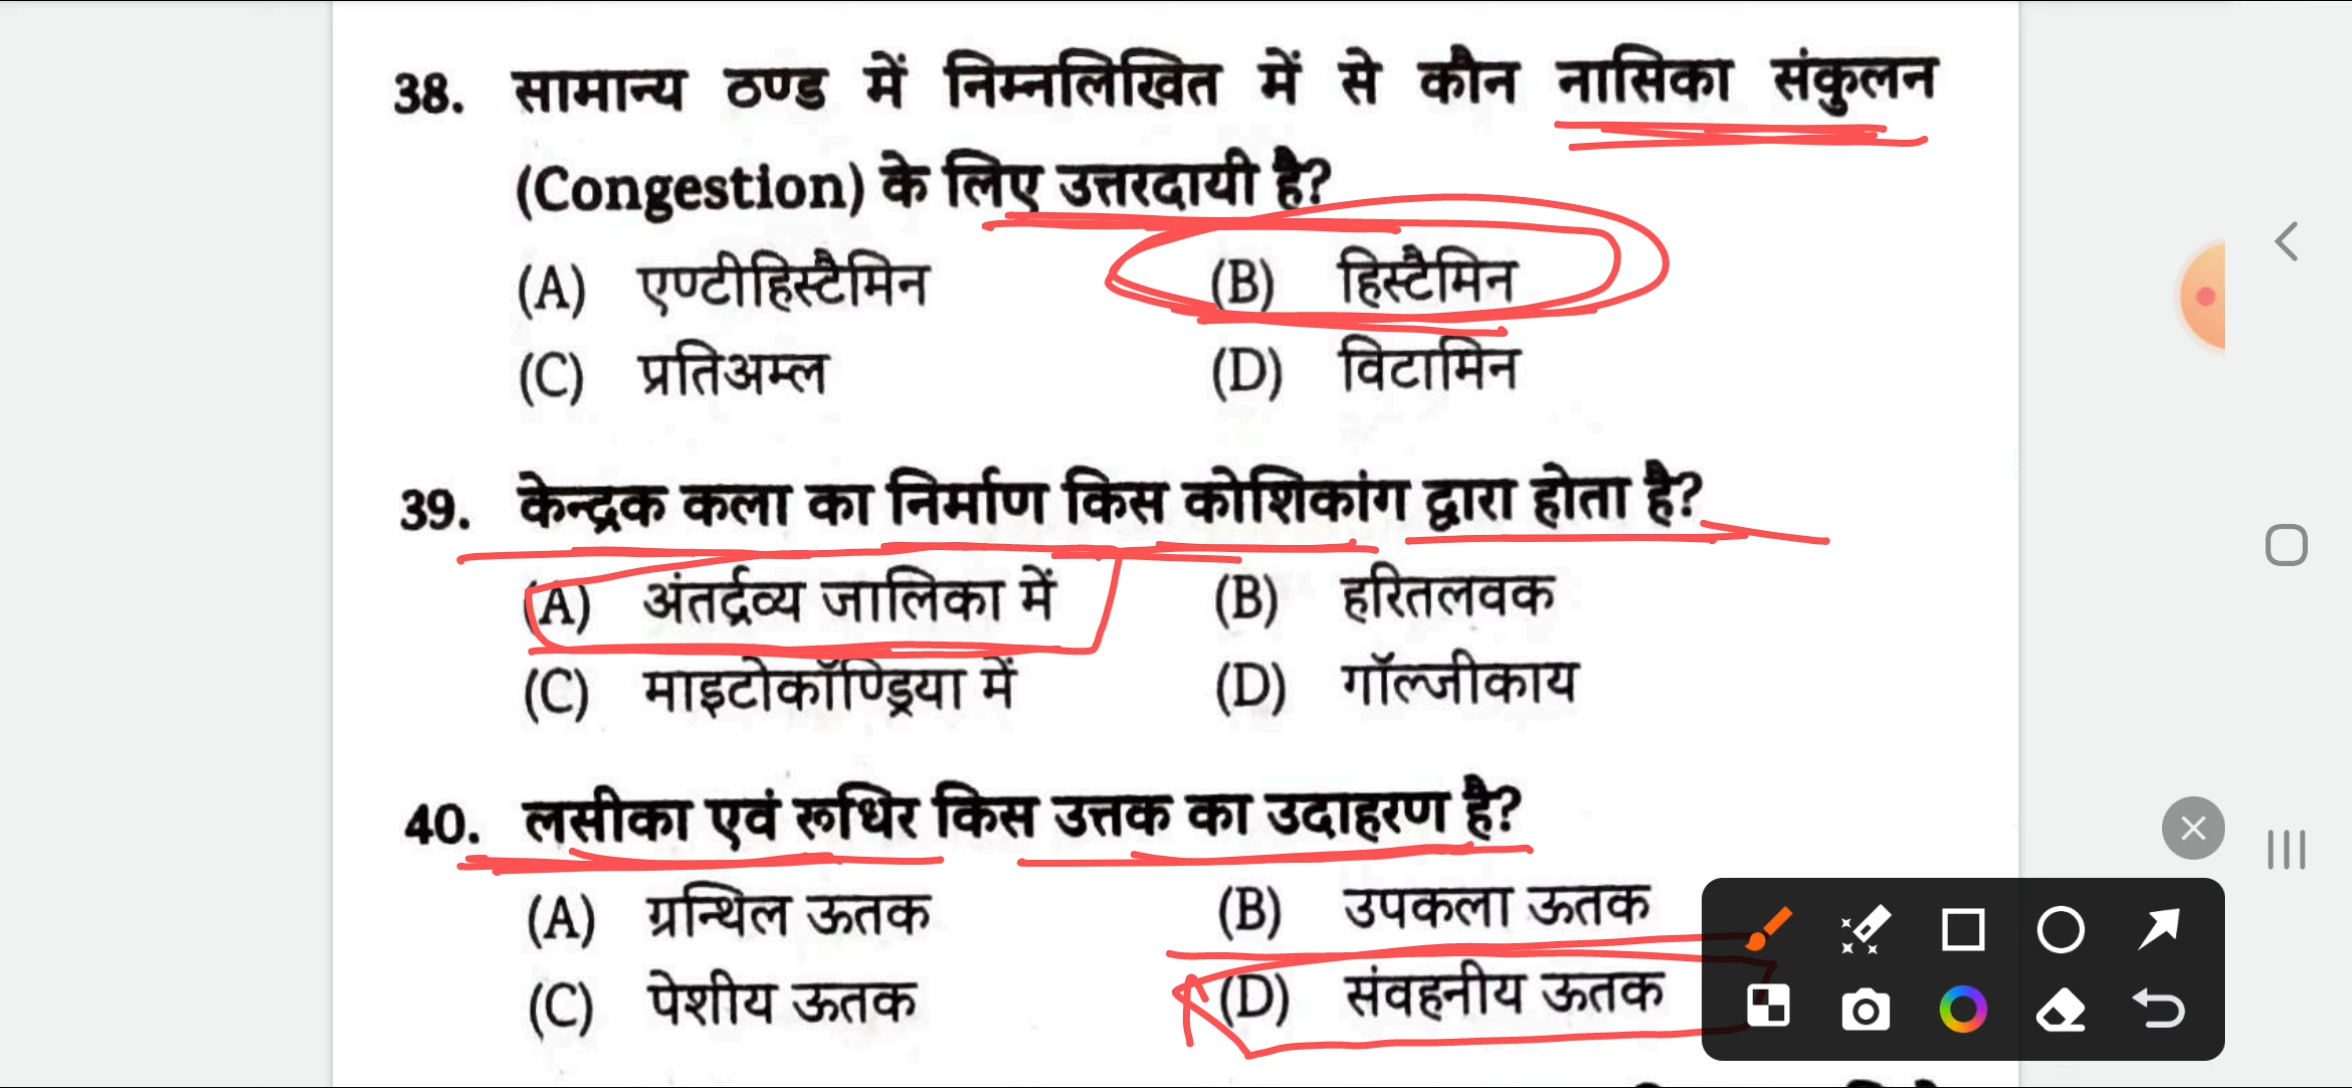 38. सामान्य ठण्ड में निम्नलिखित में से कौन नासिका संकुलन
(Congestion) के लिए उत्तरदायी है?
(A) एण्टीहिस्टैमिन (B) हिस्टैमिन
(C) प्रतिअम्ल (D) विटामिन
39. केन्द्रक कला का निर्माण किस कोशिकांग द्वारा होता है?
(A) अंतर्द्रव्य जालिका में (B) हरितलवक
(C) माइटोकॉण्ड्रिया में (D) गॉल्जीकाय
40. लसीका एवं रूधिर किस उत्तक का उदाहरण है?
(A) ग्रन्थिल ऊतक (B) उपकला ऊतक
(C) पेशीय ऊतक (D) संवहनीय ऊतक